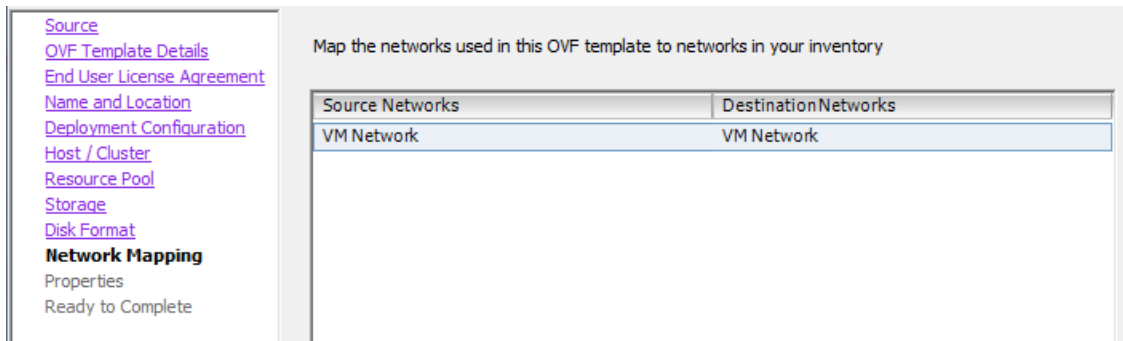 Source
OVF Template Details
End User License Agreement
Name and Location
Deployment Configuration
Host / Cluster
Resource Pool
Storage
Disk Format
Network Mapping
Properties
Ready to Complete
Map the networks used in this OVF template to networks in your inventory
Source Networks Destination Networks
VM Network VM Network